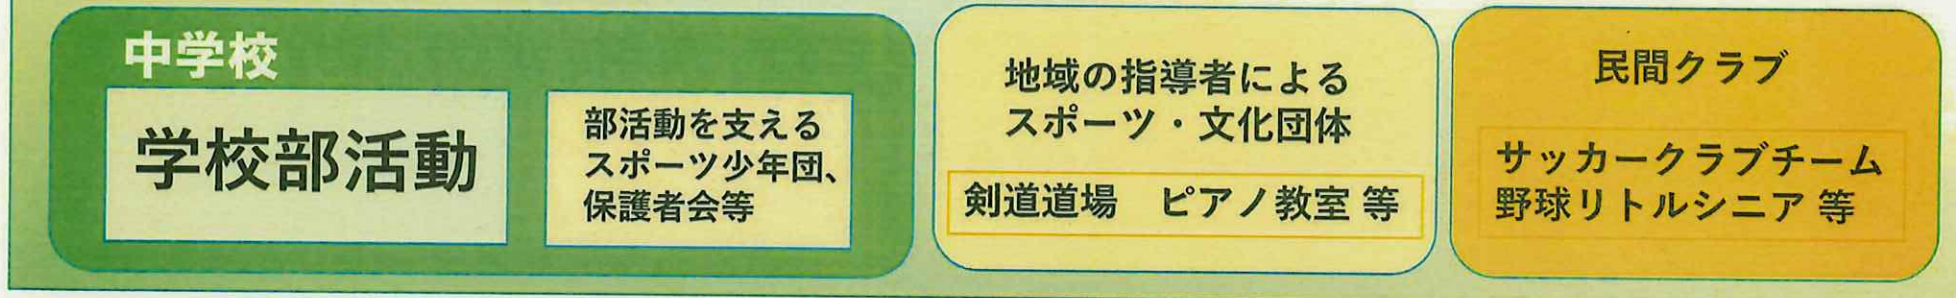 中学校
学校部活動
部活動を支える
スポーツ少年団、
保護者会等
地域の指導者による
スポーツ・文化団体
剣道道場　ピアノ教室 等
民間クラブ
サッカークラブチーム
野球リトルシニア 等